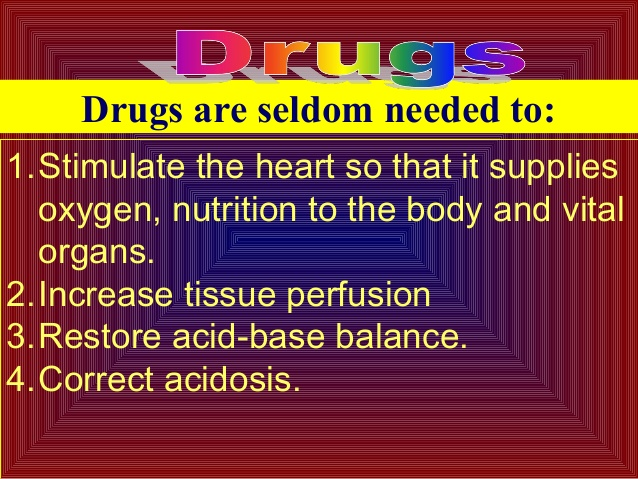 Drugs
Drugs are seldom needed to:
1.Stimulate the heart so that it supplies
oxygen, nutrition to the body and vital
organs.
2.Increase tissue perfusion
3.Restore acid-base balance.
4.Correct acidosis.